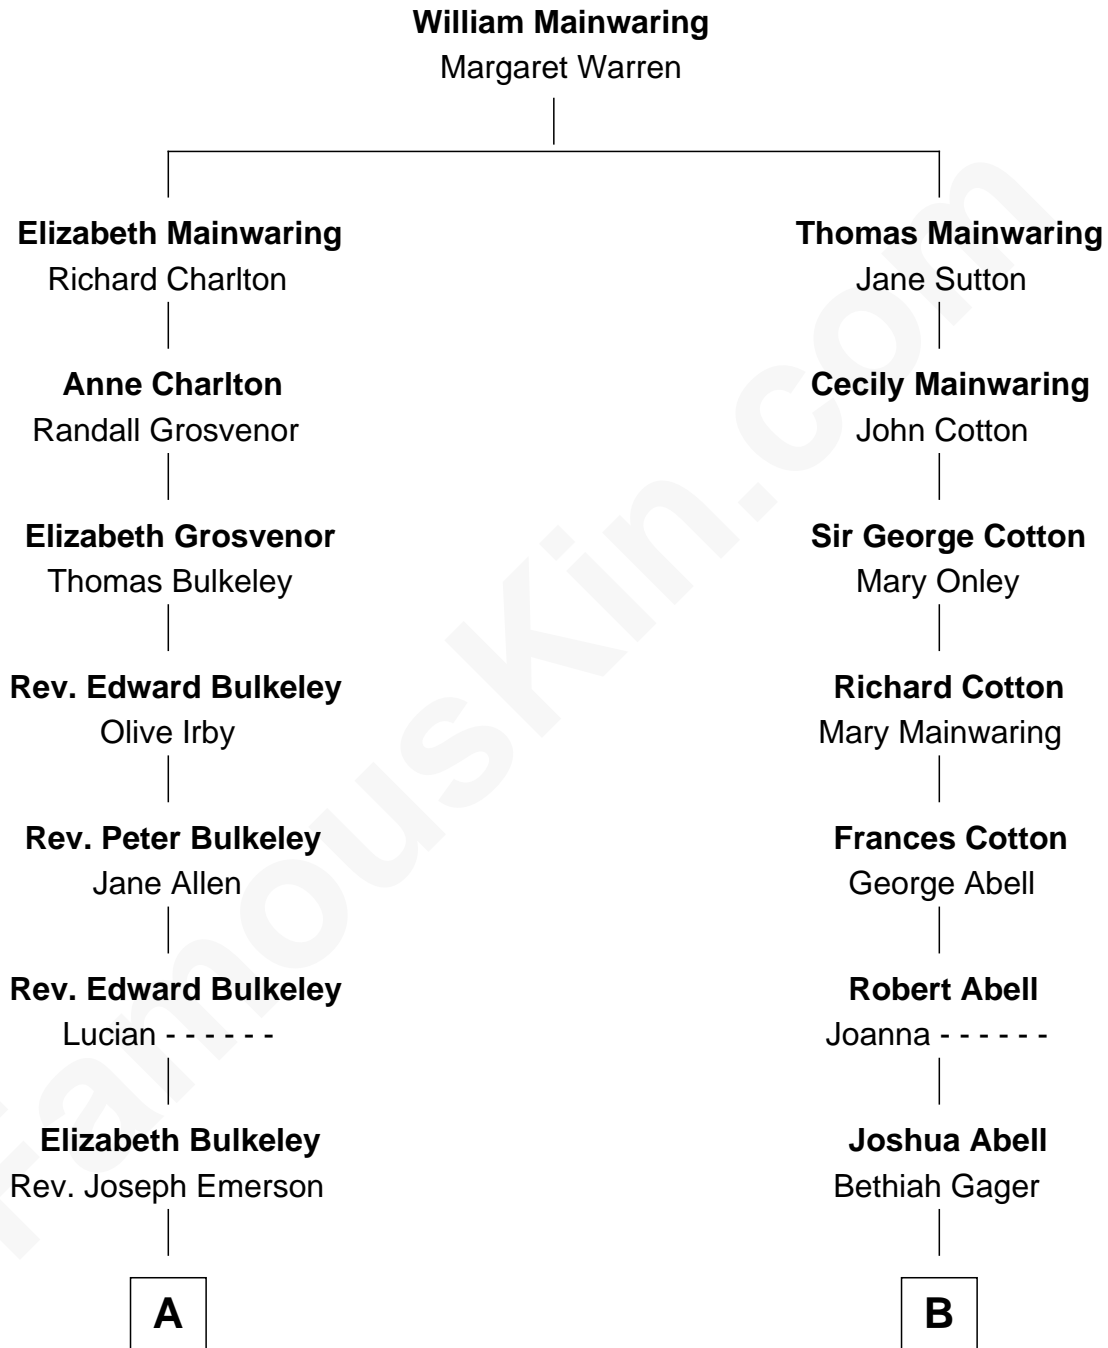 William Mainwaring
Margaret Warren
Elizabeth Mainwaring
Richard Charlton
Thomas Mainwaring
Jane Sutton
Anne Charlton
Randall Grosvenor
Cecily Mainwaring
John Cotton
Elizabeth Grosvenor
Thomas Bulkeley
Sir George Cotton
Mary Onley
Rev. Edward Bulkeley
Olive Irby
Richard Cotton
Mary Mainwaring
Rev. Peter Bulkeley
Jane Allen
Frances Cotton
George Abell
Rev. Edward Bulkeley
Lucian - - - - - -
Robert Abell
Joanna - - - - - -
Elizabeth Bulkeley
Rev. Joseph Emerson
Joshua Abell
Bethiah Gager
A
B
FamousKin.com